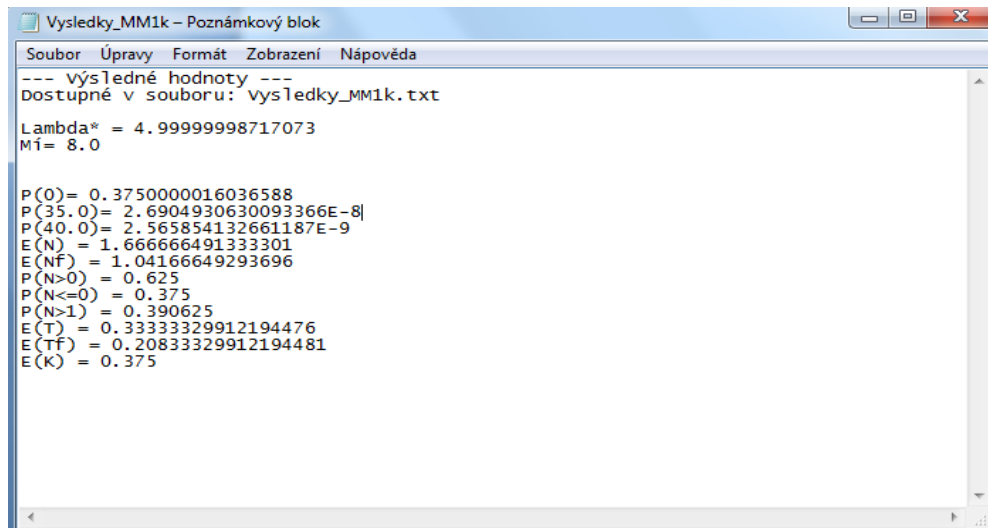 Vysledky_MM1k – Poznámkový blok
Soubor Úpravy Formát Zobrazení Nápověda
--- Výsledné hodnoty ---
Dostupné v souboru: Vysledky_MM1k.txt
Lambda* = 4.99999998717073
Mí= 8.0
P(0)= 0.3750000016036588
P(35.0)= 2.6904930630093366E-8
P(40.0)= 2.565854132661187E-9
E(N) = 1.666666491333301
E(Nf) = 1.04166649293696
P(N>0) = 0.625
P(N<=0) = 0.375
P(N>1) = 0.390625
E(T) = 0.33333329912194476
E(Tf) = 0.20833329912194481
E(K) = 0.375